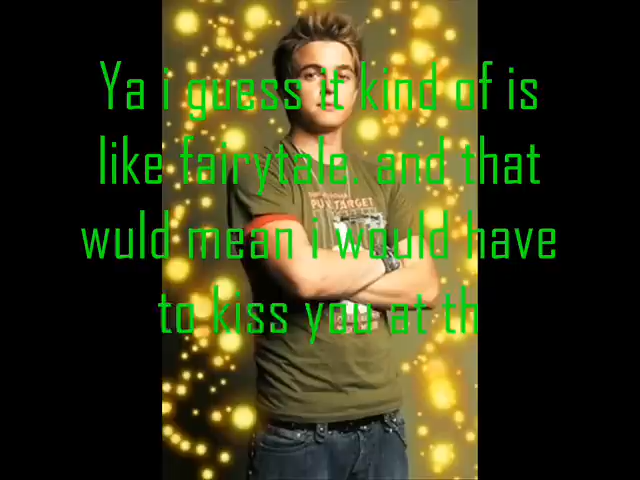 Ya i guess it kind of is
like fairytale. and that
wuld mean i would have
to kiss you at th